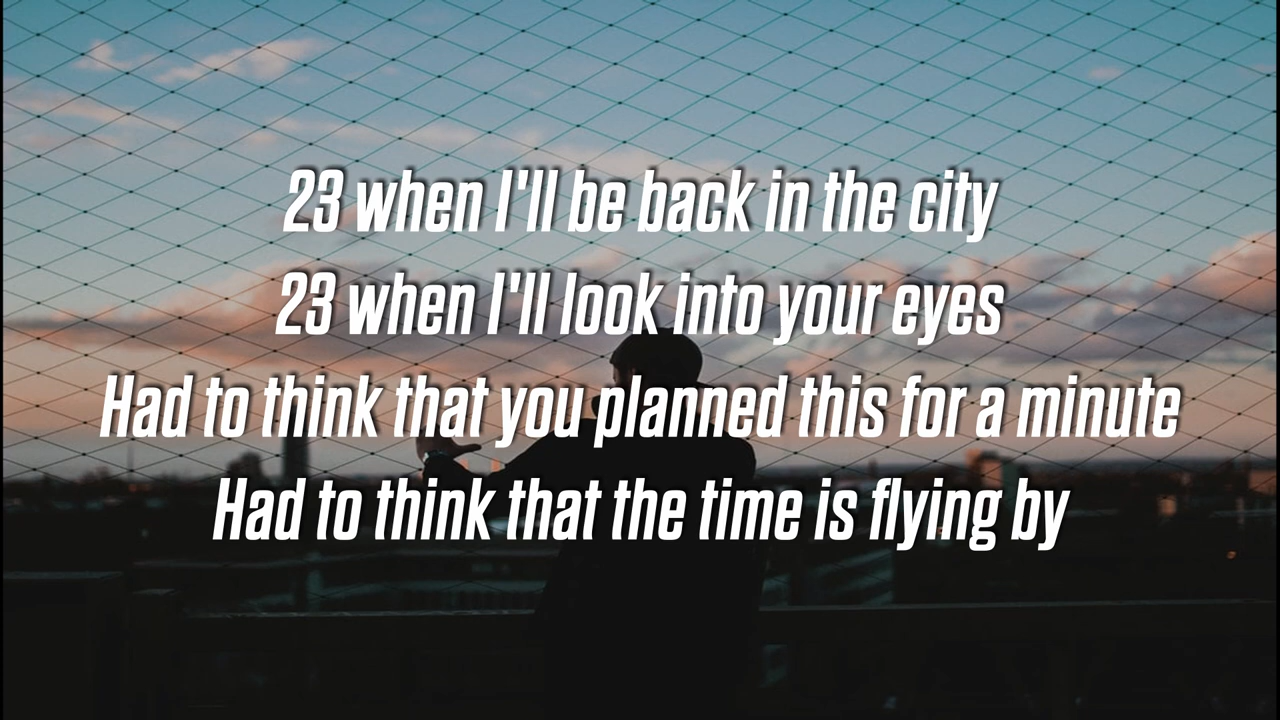 23 when I'll be back in the city
23 when I'll look into your eyes
Had to think that you planned this for a minute
Had to think that the time is flying by